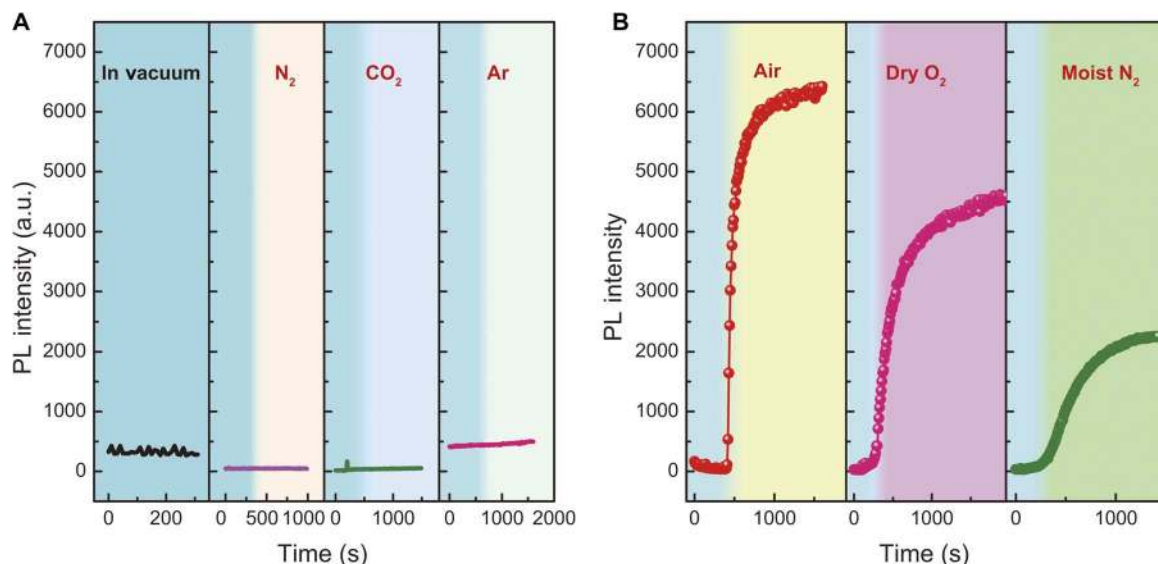 A
B
PL intensity (a.u.)
7000
6000
5000
4000
3000
2000
1000
0
In vacuum
N₂
CO₂
Ar
0 200
0 500 1000
0 1000
0 1000 2000
Time (s)
PL intensity
7000
6000
5000
4000
3000
2000
1000
0
Air
Dry O₂
Moist N₂
0 1000
0 1000
0 1000
Time (s)